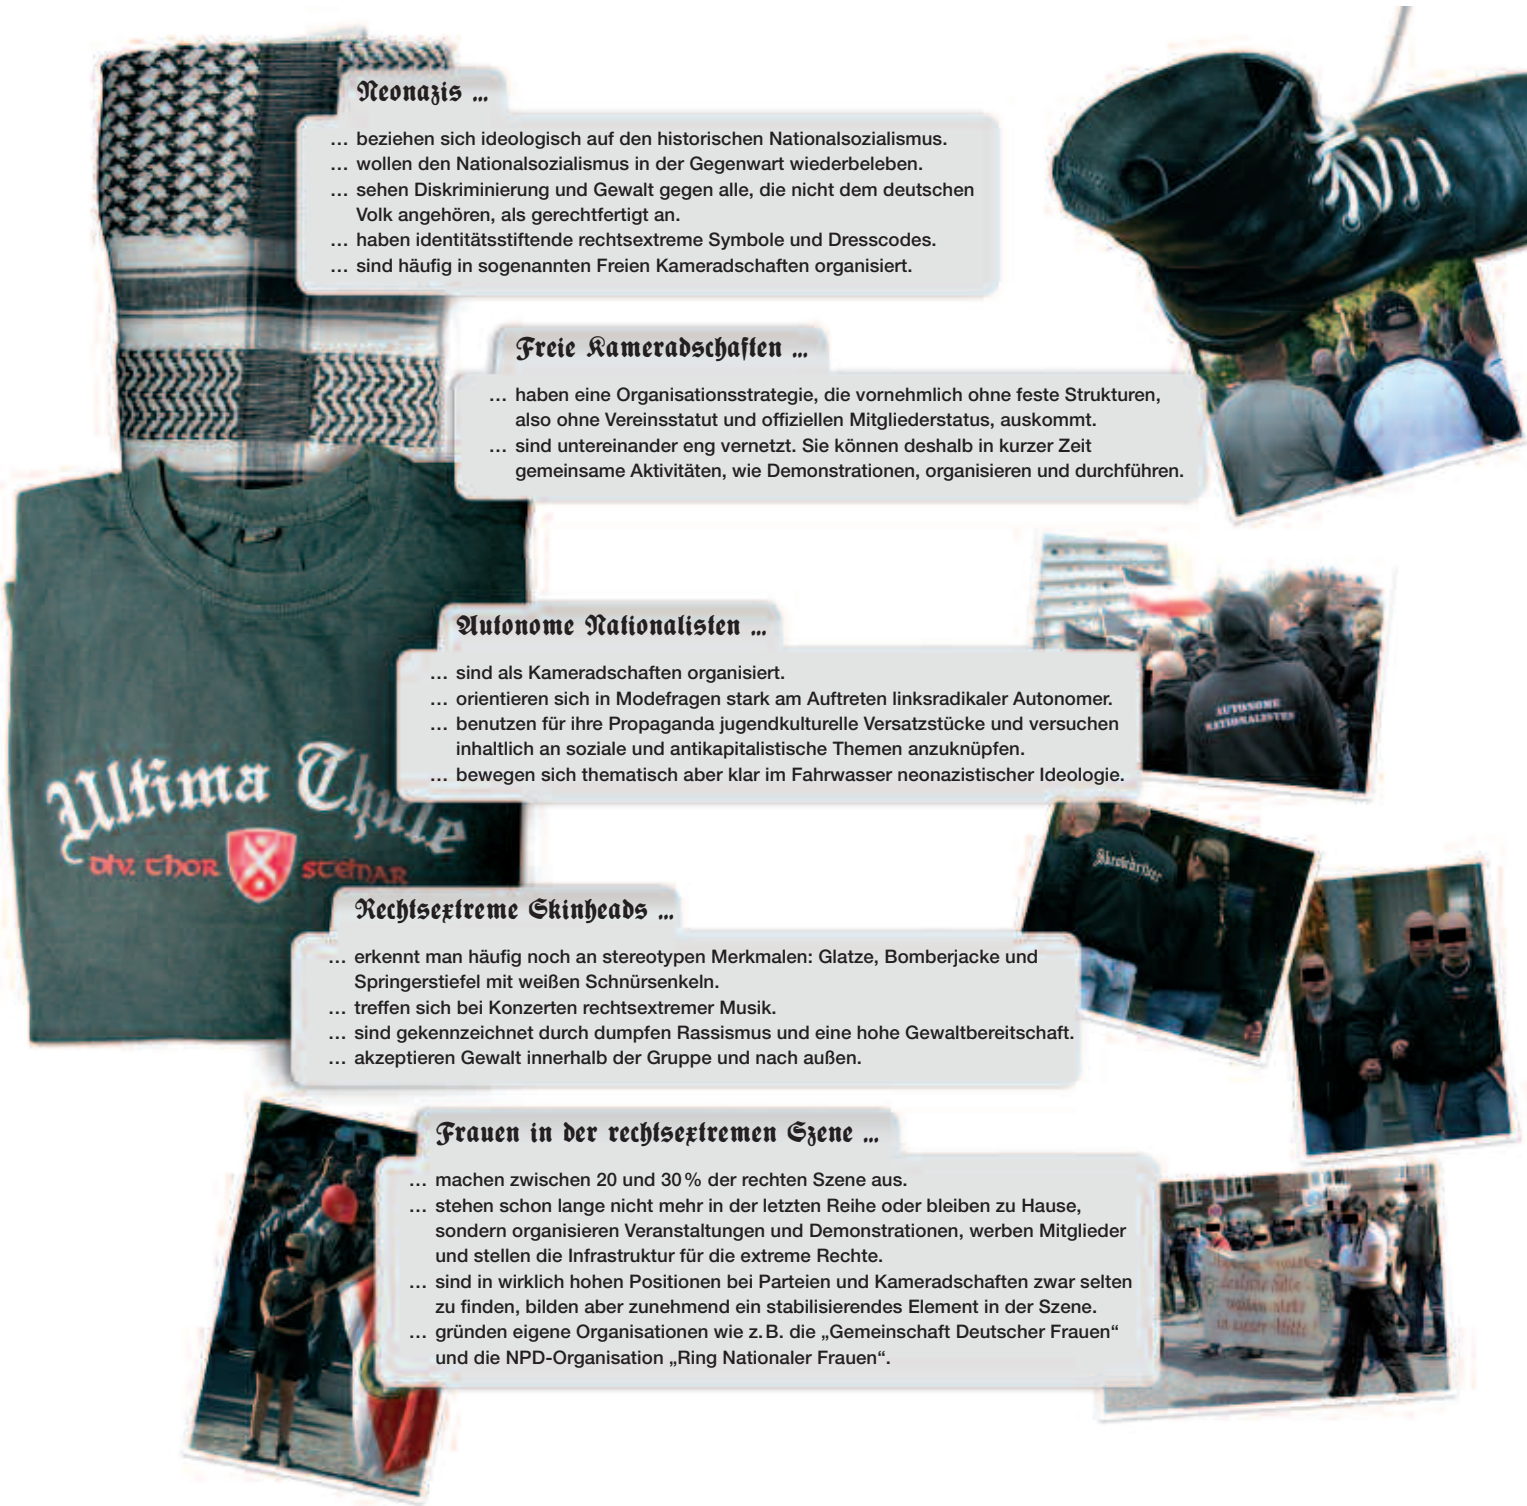 Neonazis ...
... beziehen sich ideologisch auf den historischen Nationalsozialismus.
... wollen den Nationalsozialismus in der Gegenwart wiederbeleben.
... sehen Diskriminierung und Gewalt gegen alle, die nicht dem deutschen
Volk angehören, als gerechtfertigt an.
... haben identitätsstiftende rechtsextreme Symbole und Dresscodes.
... sind häufig in sogenannten Freien Kameradschaften organisiert.
Freie Kameradschaften ...
... haben eine Organisationsstrategie, die vornehmlich ohne feste Strukturen,
also ohne Vereinsstatut und offiziellen Mitgliederstatus, auskommt.
... sind untereinander eng vernetzt. Sie können deshalb in kurzer Zeit
gemeinsame Aktivitäten, wie Demonstrationen, organisieren und durchführen.
Autonome Nationalisten ...
... sind als Kameradschaften organisiert.
... orientieren sich in Modefragen stark am Auftreten linksradikaler Autonomer.
... benutzen für ihre Propaganda jugendkulturelle Versatzstücke und versuchen
inhaltlich an soziale und antikapitalistische Themen anzuknüpfen.
... bewegen sich thematisch aber klar im Fahrwasser neonazistischer Ideologie.
AUTONOME
NATIONALISTEN
Ultima Thule
DIV. THOR STEINAR
Skrewdriver
Rechtsextreme Skinheads ...
... erkennt man häufig noch an stereotypen Merkmalen: Glatze, Bomberjacke und
Springerstiefel mit weißen Schnürsenkeln.
... treffen sich bei Konzerten rechtsextremer Musik.
... sind gekennzeichnet durch dumpfen Rassismus und eine hohe Gewaltbereitschaft.
... akzeptieren Gewalt innerhalb der Gruppe und nach außen.
Frauen in der rechtsextremen Szene ...
... machen zwischen 20 und 30 % der rechten Szene aus.
... stehen schon lange nicht mehr in der letzten Reihe oder bleiben zu Hause,
sondern organisieren Veranstaltungen und Demonstrationen, werben Mitglieder
und stellen die Infrastruktur für die extreme Rechte.
... sind in wirklich hohen Positionen bei Parteien und Kameradschaften zwar selten
zu finden, bilden aber zunehmend ein stabilisierendes Element in der Szene.
... gründen eigene Organisationen wie z. B. die „Gemeinschaft Deutscher Frauen“
und die NPD-Organisation „Ring Nationaler Frauen“.
in unser Mitte